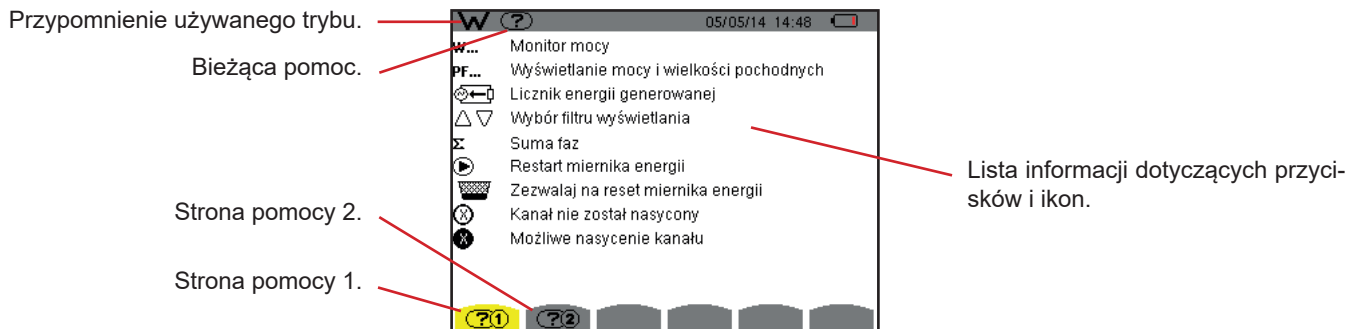 Przypomnienie używanego trybu.
W ? 05/05/14 14:48
Bieżąca pomoc.
W... Monitor mocy
PF... Wyświetlanie mocy i wielkości pochodnych
Licznik energii generowanej
△ ▽ Wybór filtru wyświetlania
Σ Suma faz
Restart miernika energii
Zezwalaj na reset miernika energii
X Kanał nie został nasycony
X Możliwe nasycenie kanału
Lista informacji dotyczących przyci-
sków i ikon.
Strona pomocy 2.
Strona pomocy 1.
?1 ?2